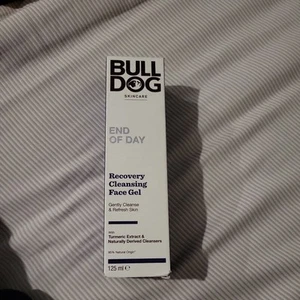 BULL
DOG
SKINCARE
END
OF DAY
Recovery
Cleansing
Face Gel
Gently Cleanse
& Refresh Skin
With
Turmeric Extract &
Naturally Derived Cleansers
125 ml e